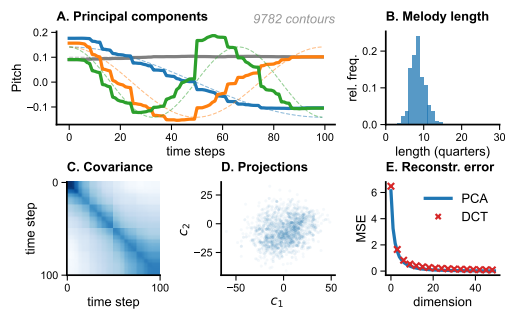 A. Principal components
9782 contours
Pitch
0.2
0.1
0.0
−0.1
0 20 40 60 80 100
time steps
B. Melody length
rel. freq.
0.2
0.1
0.0
0 10 20 30
length (quarters)
C. Covariance
time step
0
100
0 100
time step
D. Projections
c2
25
0
−25
−50 0 50
c1
E. Reconstr. error
MSE
6
4
2
0
PCA
DCT
0 20 40
dimension